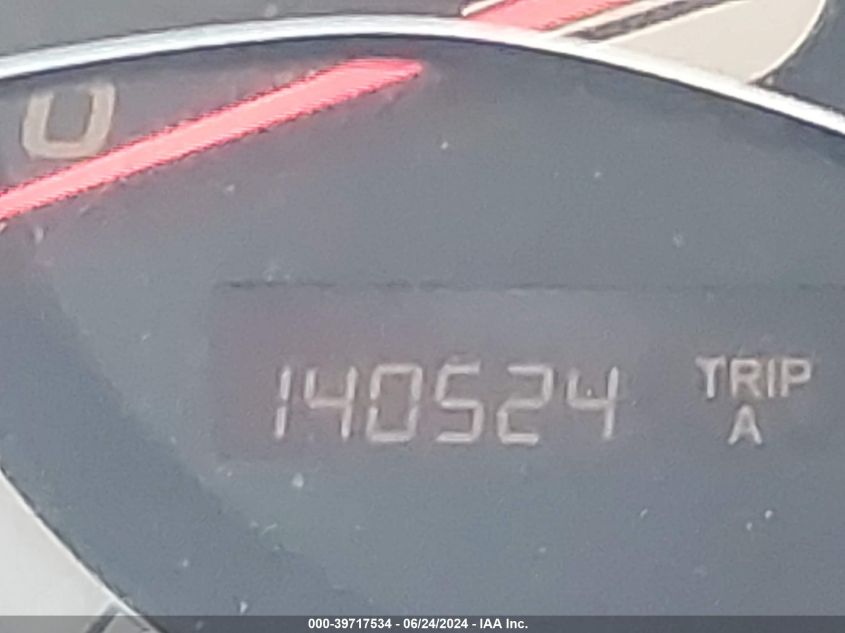 0
140524 TRIP
A
000-39717534 - 06/24/2024 - IAA Inc.